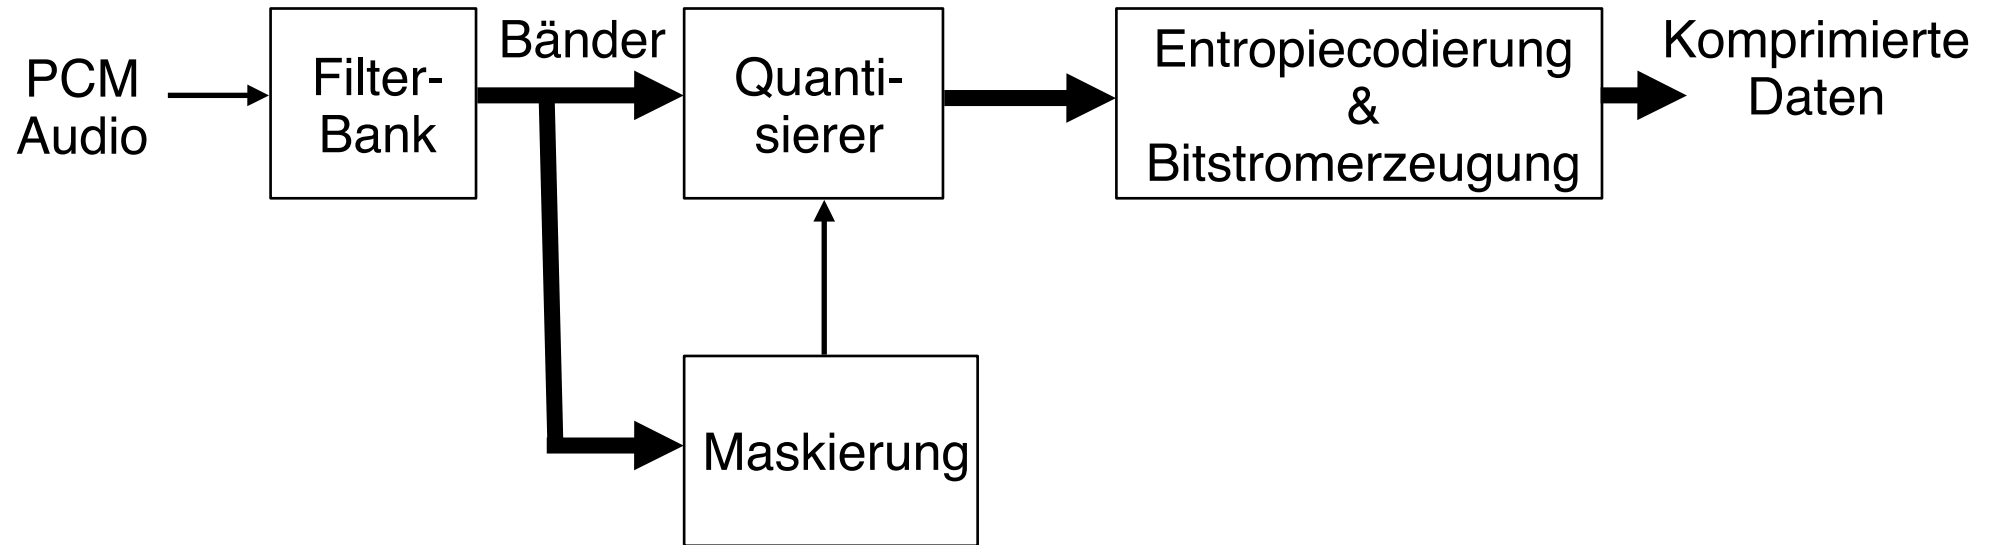 PCM
Audio
Filter-
Bank
Bänder
Quanti-
sierer
Entropiecodierung
&
Bitstromerzeugung
Komprimierte
Daten
Maskierung